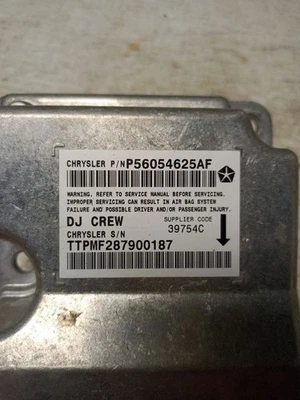 CHRYSLER P/N P56054625AF
WARNING: REFER TO SERVICE MANUAL BEFORE SERVICING.
IMPROPER SERVICING CAN RESULT IN AIR BAG SYSTEM
FAILURE AND POSSIBLE DRIVER AND/OR PASSENGER INJURY.
DJ CREW
SUPPLIER CODE
39754C
CHRYSLER S/N
TTPMF287900187